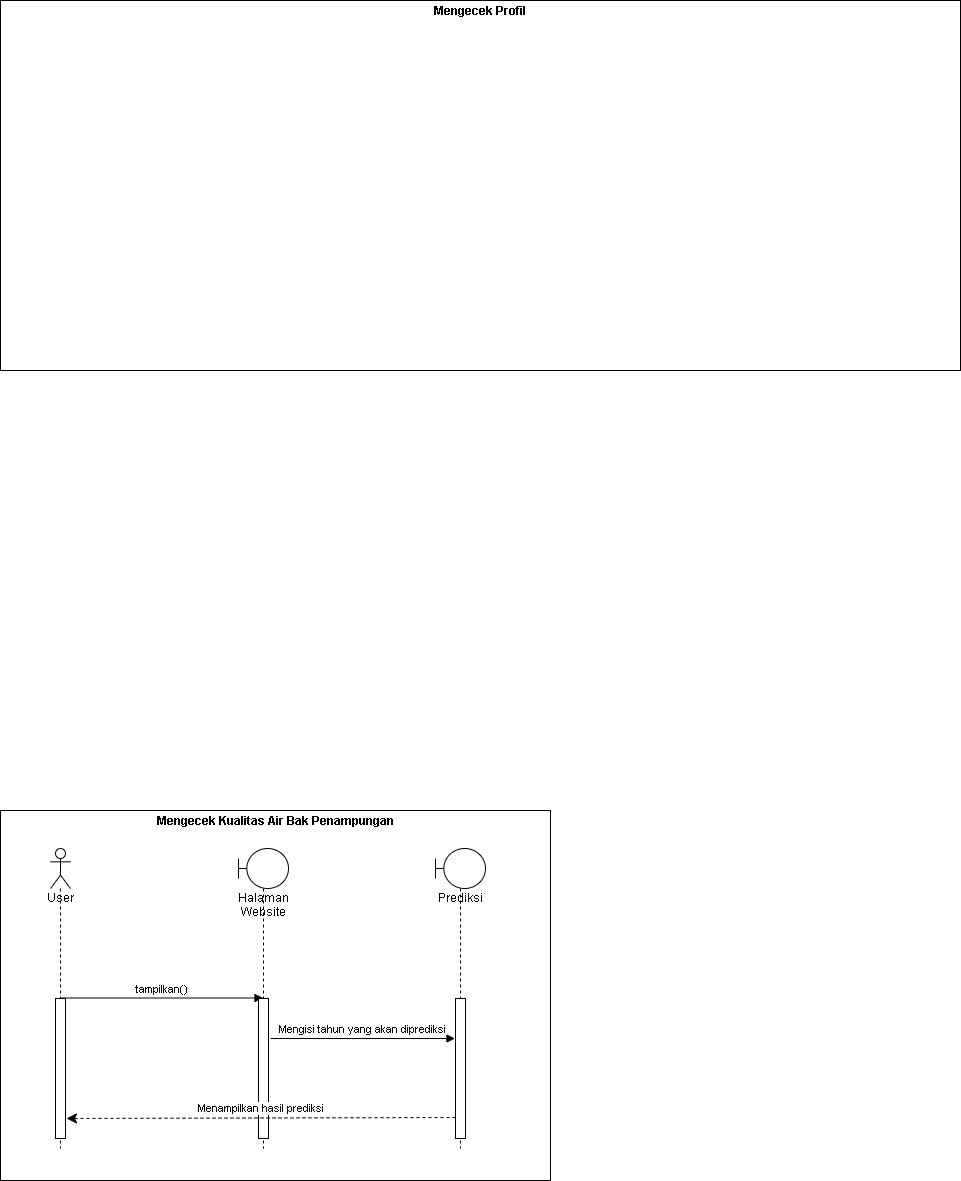 Mengecek Profil
Mengecek Kualitas Air Bak Penampungan
User
Halaman
Website
Prediksi
tampilkan()
Mengisi tahun yang akan diprediksi
Menampilkan hasil prediksi